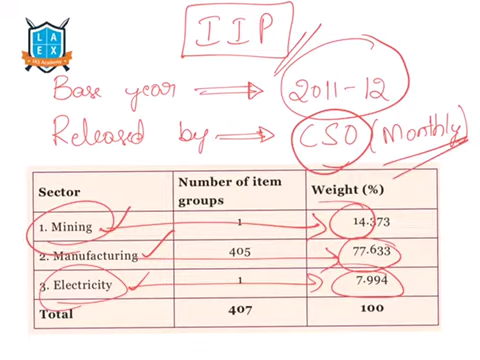 LAEX
IAS Academy
IIP
Base year ⟹ 2011-12
Released by ⟹ CSO (Monthly)
Sector Number of item groups Weight (%)
1. Mining 1 14.373
2. Manufacturing 405 77.633
3. Electricity 1 7.994
Total 407 100